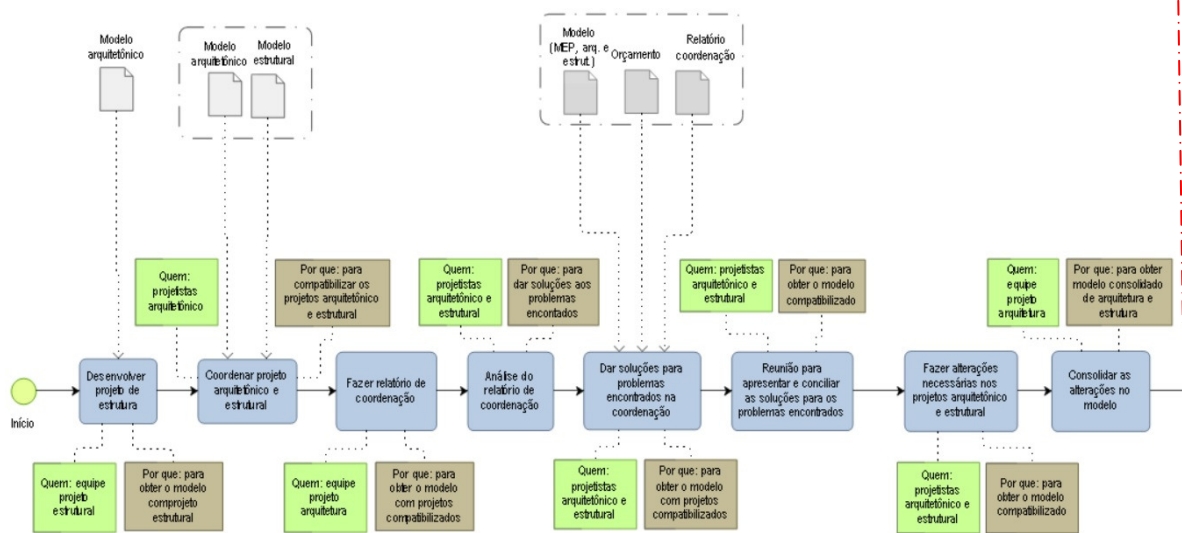 Modelo
arquitetônico
Modelo
arquitetônico
Modelo
estrutural
Modelo
(MEP, arq. e
estrut.)
Orçamento
Relatório
coordenação
Quem:
projetistas
arquitetônico
Por que: para
compatibilizar os
projetos arquitetônico
e estrutural
Quem:
projetistas
arquitetônico e
estrutural
Por que: para
dar soluções aos
problemas
encontados
Quem: projetistas
arquitetônico e
estrutural
Por que: para
obter o modelo
compatibilizado
Quem:
equipe
projeto
arquitetura
Por que: para obter
modelo consolidado
de arquitetura e
estrutura
Início
Desenvolver
projeto de
estrutura
Coordenar projeto
arquitetônico e
estrutural
Fazer relatório de
coordenação
Análise do
relatório de
coordenação
Dar soluções para
problemas
encontrados na
coordenação
Reunião para
apresentar e conciliar
as soluções para os
problemas encontrados
Fazer alterações
necessárias nos
projetos arquitetônico
e estrutural
Consolidar as
alterações no
modelo
Quem: equipe
projeto
estrutural
Por que: para
obter o modelo
comprojeto
estrutural
Quem: equipe
projeto
arquitetura
Por que: para
obter o modelo
com projetos
compatibilizados
Quem:
projetistas
arquitetônico e
estrutural
Por que: para
obter o modelo
com projetos
compatibilizados
Quem:
projetistas
arquitetônico e
estrutural
Por que: para
obter o modelo
compatibilizado